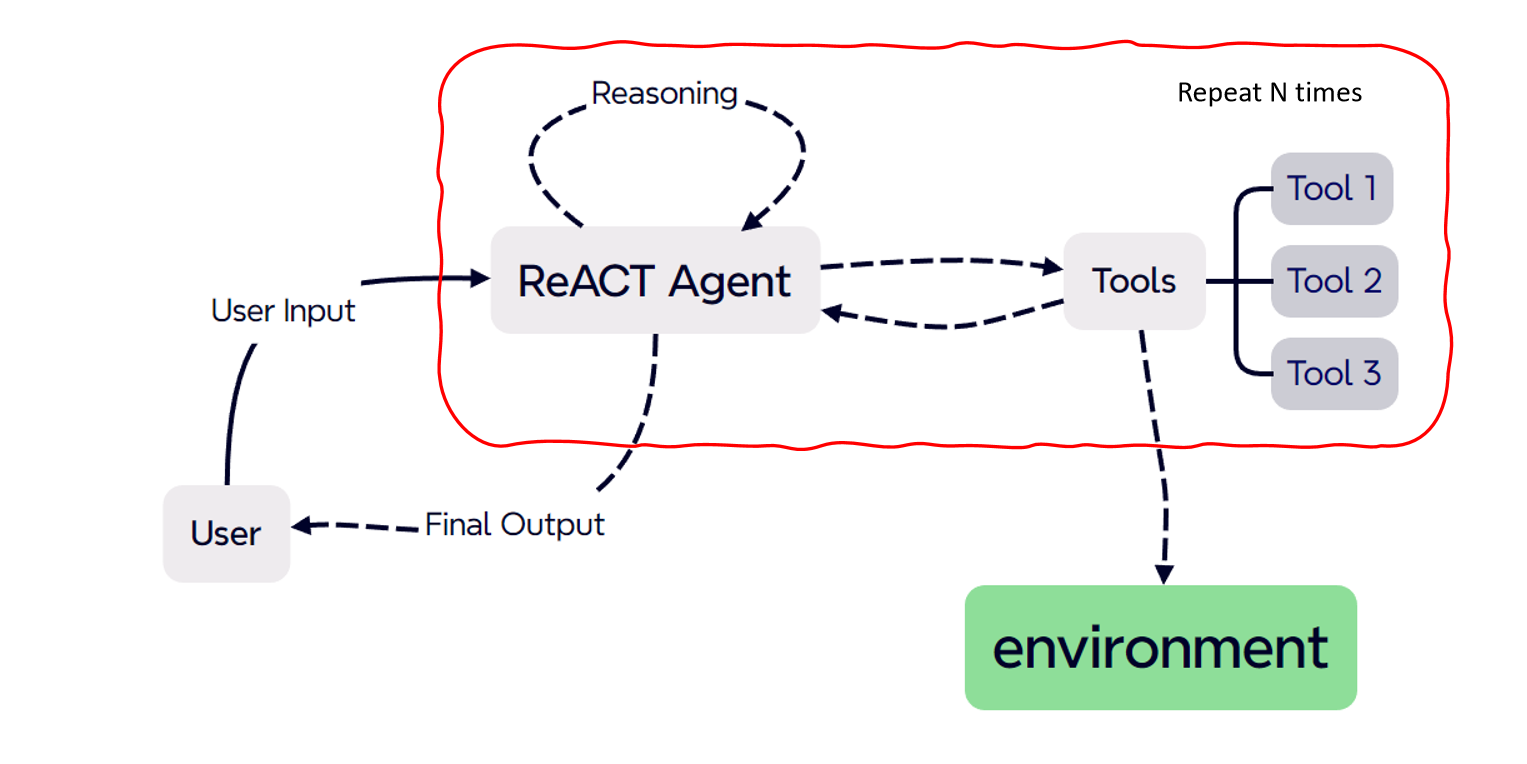 Reasoning
Repeat N times
Tool 1
ReACT Agent
Tools
Tool 2
User Input
Tool 3
User
Final Output
environment